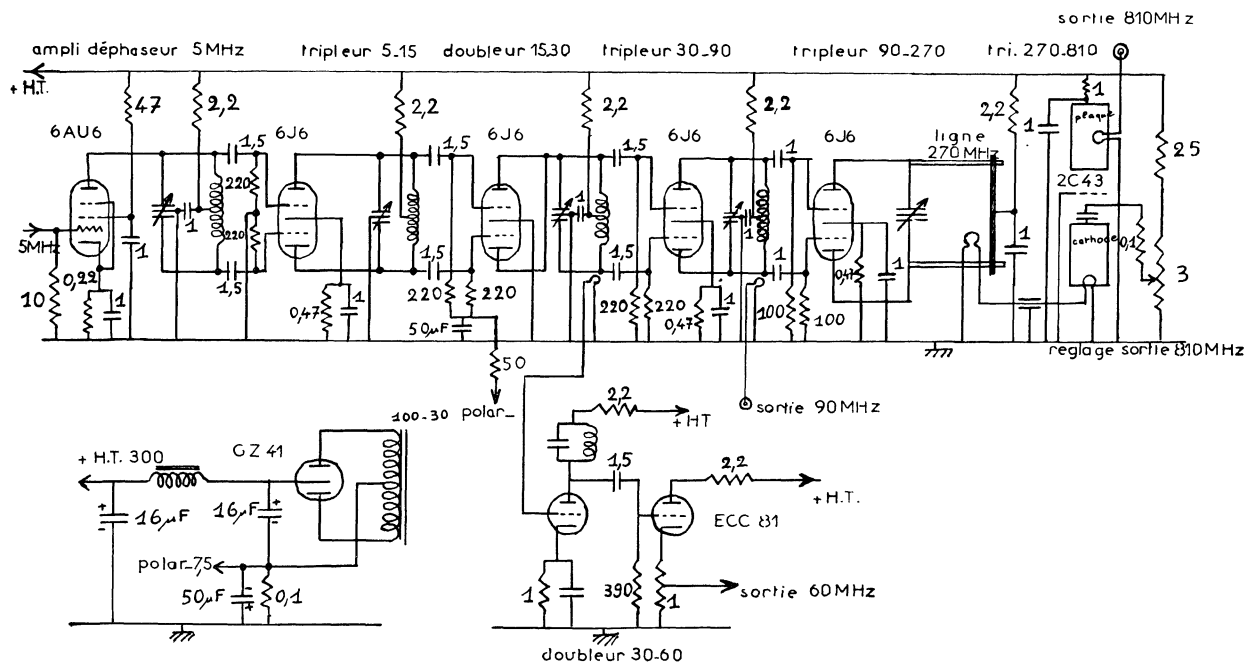 sortie 810MHz
ampli déphaseur 5MHz tripleur 5-15 doubleur 15.30 tripleur 30-90 tripleur 90-270 tri. 270.810
+ H.T.
47 2,2 2,2 2,2 2,2 2,2 1 1
plaque
6AU6 1,5 6J6 1,5 6J6 1,5 6J6 1 6J6 ligne
270 MHz
25
220 2C43
1 1 1
5MHz 1 220 cathode
0,1 3
0,22 1,5 1,5 1,5 1 0,47 1 1
10 1 0,47 1 220 220 220 220 0,47 1 100 100
50µF
50 reglage sortie 810MHz
100-30 polar_
2,2
+HT
sortie 90MHz
+ H.T. 300 GZ 41
1,5 2,2
+H.T.
16µF 16µF ECC 81
polar_7,5
50µF 0,1 1 390 1 sortie 60MHz
doubleur 30-60